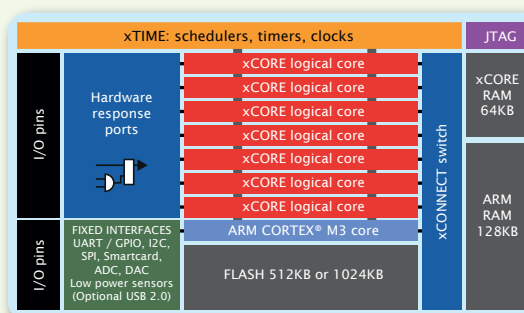 xTIME: schedulers, timers, clocks
JTAG
I/O pins
Hardware
response
ports
xCORE logical core
xCORE logical core
xCORE logical core
xCORE logical core
xCORE logical core
xCORE logical core
xCORE logical core
xCONNECT switch
xCORE
RAM
64KB
I/O pins
FIXED INTERFACES
UART / GPIO, I2C,
SPI, Smartcard,
ADC, DAC
Low power sensors
(Optional USB 2.0)
ARM CORTEX® M3 core
FLASH 512KB or 1024KB
ARM
RAM
128KB